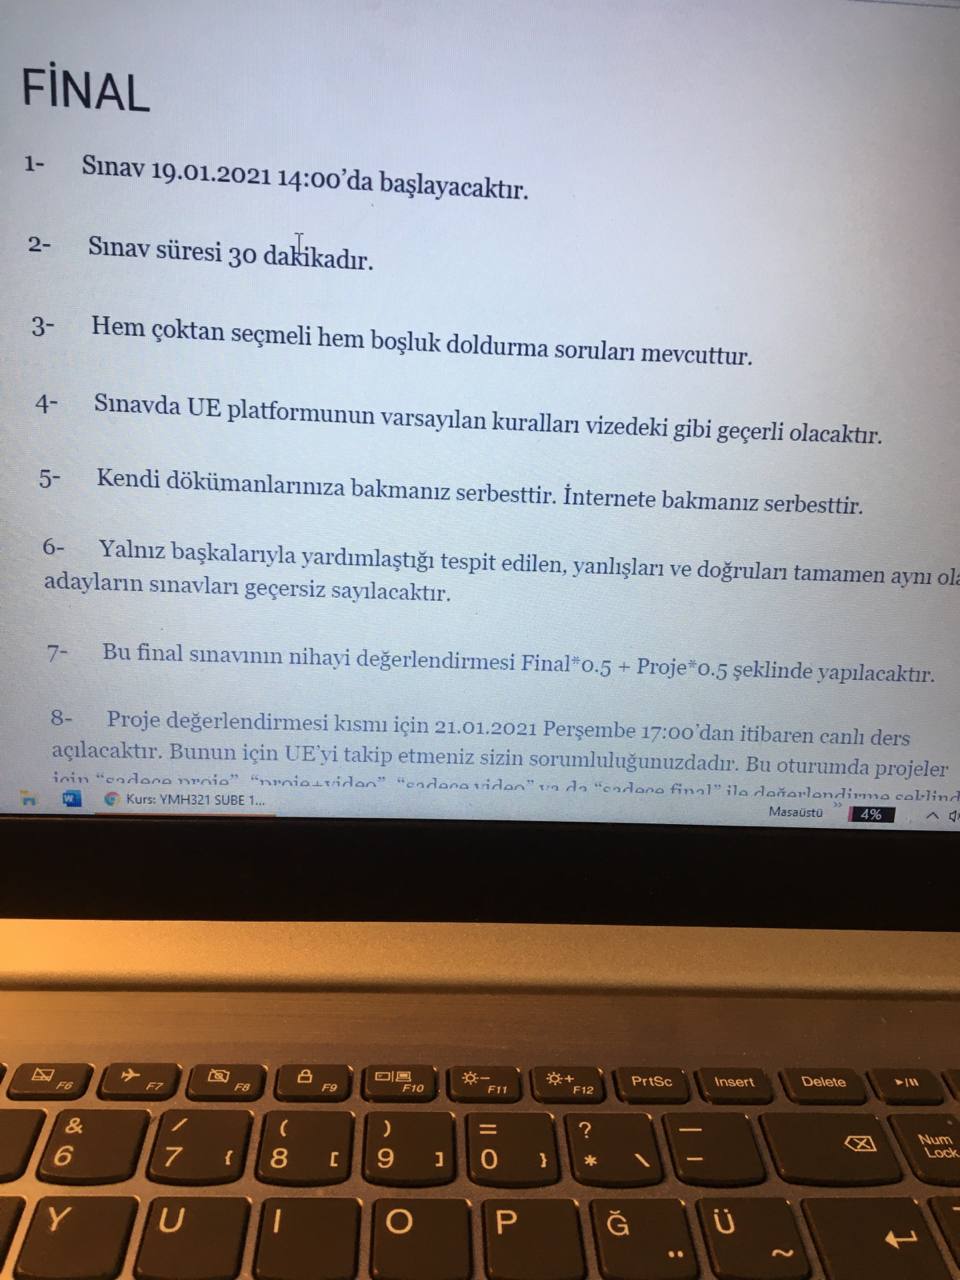 FİNAL
1- Sınav 19.01.2021 14:00'da başlayacaktır.
2- Sınav süresi 30 dakikadır.
3- Hem çoktan seçmeli hem boşluk doldurma soruları mevcuttur.
4- Sınavda UE platformunun varsayılan kuralları vizedeki gibi geçerli olacaktır.
5- Kendi dökümanlarınıza bakmanız serbesttir. İnternete bakmanız serbesttir.
6- Yalnız başkalarıyla yardımlaştığı tespit edilen, yanlışları ve doğruları tamamen aynı ola
adayların sınavları geçersiz sayılacaktır.
7- Bu final sınavının nihayi değerlendirmesi Final*0.5 + Proje*0.5 şeklinde yapılacaktır.
8- Proje değerlendirmesi kısmı için 21.01.2021 Perşembe 17:00'dan itibaren canlı ders
açılacaktır. Bunun için UE'yi takip etmeniz sizin sorumluluğunuzdadır. Bu oturumda projeler
için "sadece proje" "proje+video" "sadece video" ya da "sadece final" ile değerlendirme şeklind
W Kurs: YMH321 SUBE 1... Masaüstü 4%
F6 F7 F8 F9 F10 F11 F12 PrtSc Insert Delete
& / ( ) = ? _
6 7 { 8 [ 9 ] 0 } * \ - Num Lock
Y U I O P Ğ ¨ Ü ~